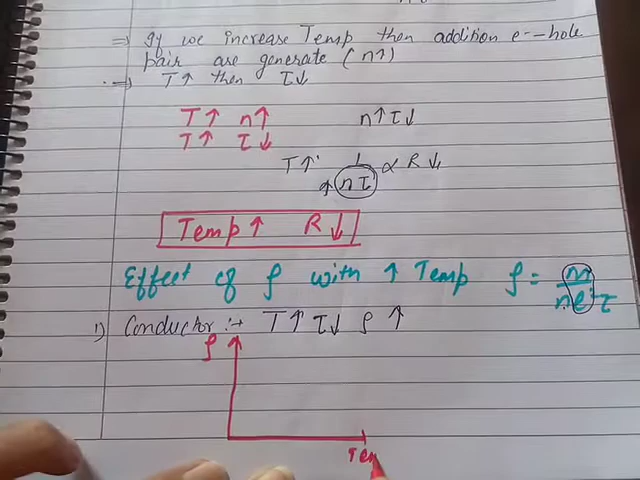 ⇒ If we increase Temp then addition e--hole
pair are generate (n↑)
∴→ T↑ then τ↓
T↑ n↑ n↑ τ↓
T↑ τ↓
T↑ 1/↑(nτ) ∝ R↓
Temp↑ R↓
Effect of ρ with ↑ Temp ρ = m/ne²τ
1) Conductor :→ T↑ τ↓ ρ ↑
ρ
Tem